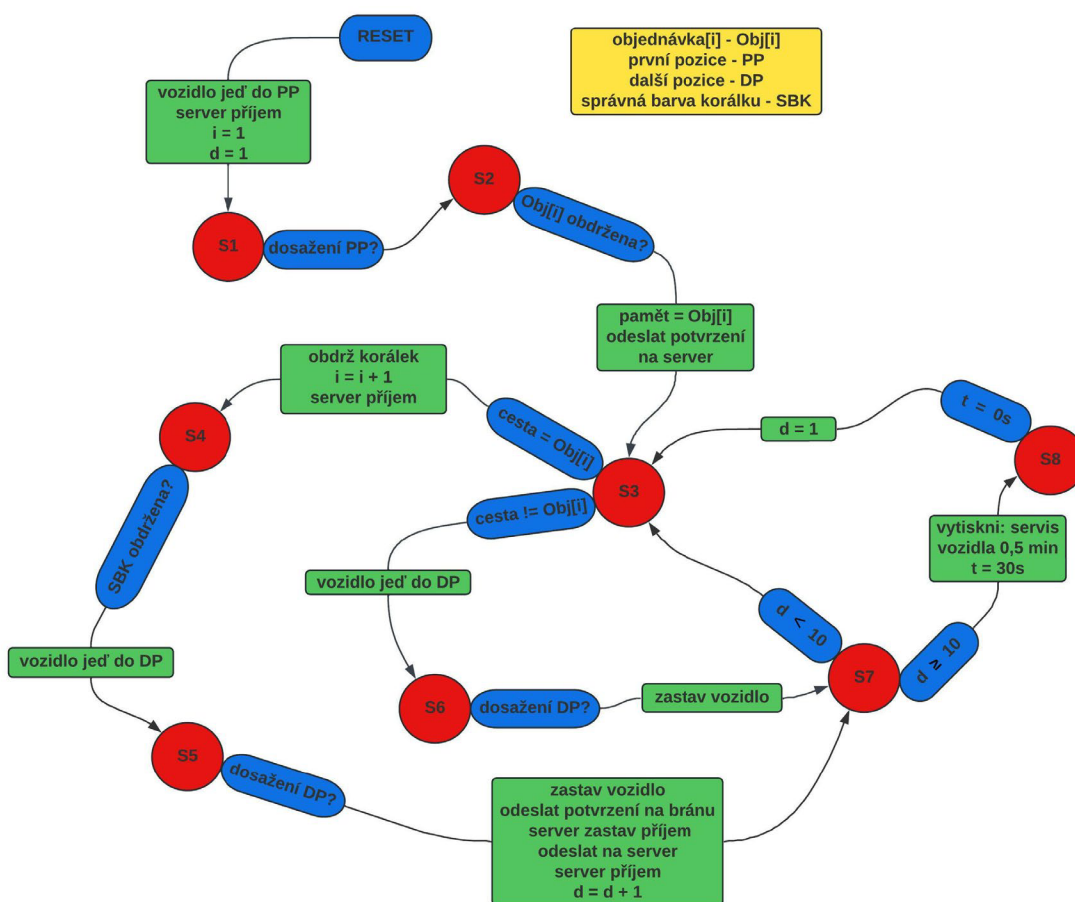 RESET
objednávka[i] - Obj[i]
první pozice - PP
další pozice - DP
správná barva korálku - SBK
vozidlo jeď do PP
server příjem
i = 1
d = 1
S1
dosažení PP?
S2
Obj[i] obdržena?
pamět = Obj[i]
odeslat potvrzení
na server
obdrž korálek
i = i + 1
server příjem
cesta = Obj[i]
S3
d = 1
t = 0s
S8
S4
SBK obdržena?
cesta != Obj[i]
vozidlo jeď do DP
vytiskni: servis
vozidla 0,5 min
t = 30s
d < 10
d ≥ 10
S7
vozidlo jeď do DP
S6
dosažení DP?
zastav vozidlo
S5
dosažení DP?
zastav vozidlo
odeslat potvrzení na bránu
server zastav příjem
odeslat na server
server příjem
d = d + 1